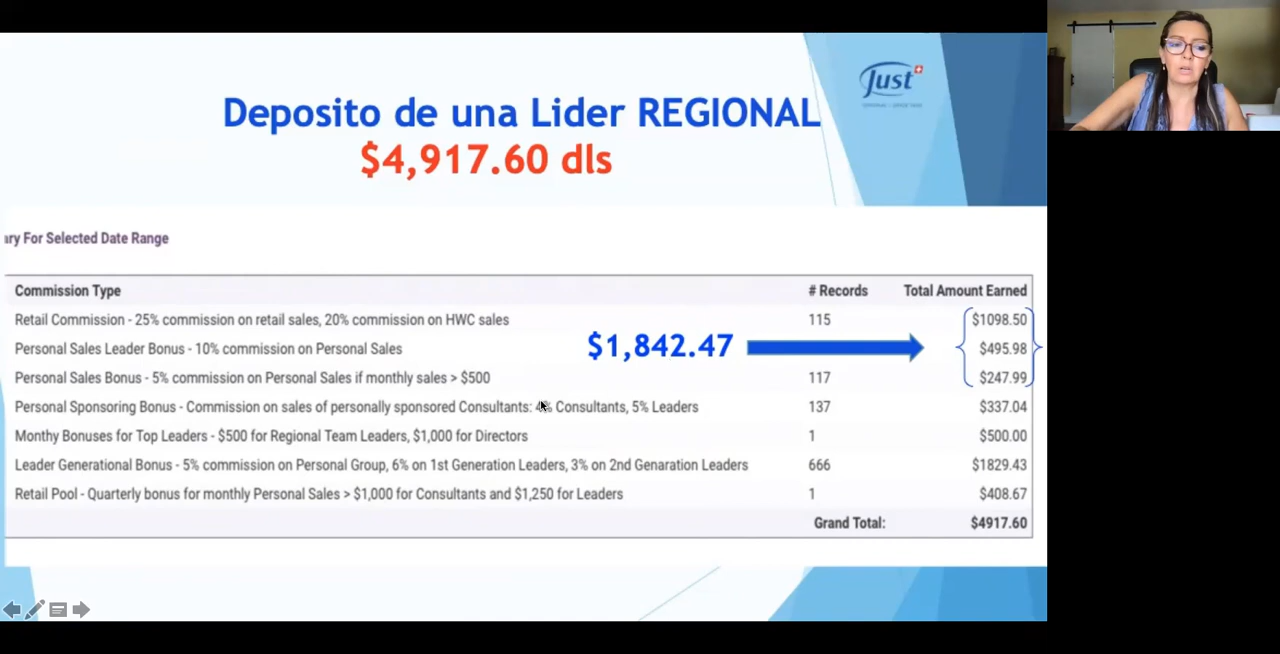 Just
Deposito de una Lider REGIONAL
$4,917.60 dls
ary For Selected Date Range
Commission Type # Records Total Amount Earned
Retail Commission - 25% commission on retail sales, 20% commission on HWC sales 115 $1098.50
Personal Sales Leader Bonus - 10% commission on Personal Sales $495.98
$1,842.47
Personal Sales Bonus - 5% commission on Personal Sales if monthly sales > $500 117 $247.99
Personal Sponsoring Bonus - Commission on sales of personally sponsored Consultants: 4% Consultants, 5% Leaders 137 $337.04
Monthy Bonuses for Top Leaders - $500 for Regional Team Leaders, $1,000 for Directors 1 $500.00
Leader Generational Bonus - 5% commission on Personal Group, 6% on 1st Generation Leaders, 3% on 2nd Genaration Leaders 666 $1829.43
Retail Pool - Quarterly bonus for monthly Personal Sales > $1,000 for Consultants and $1,250 for Leaders 1 $408.67
Grand Total: $4917.60